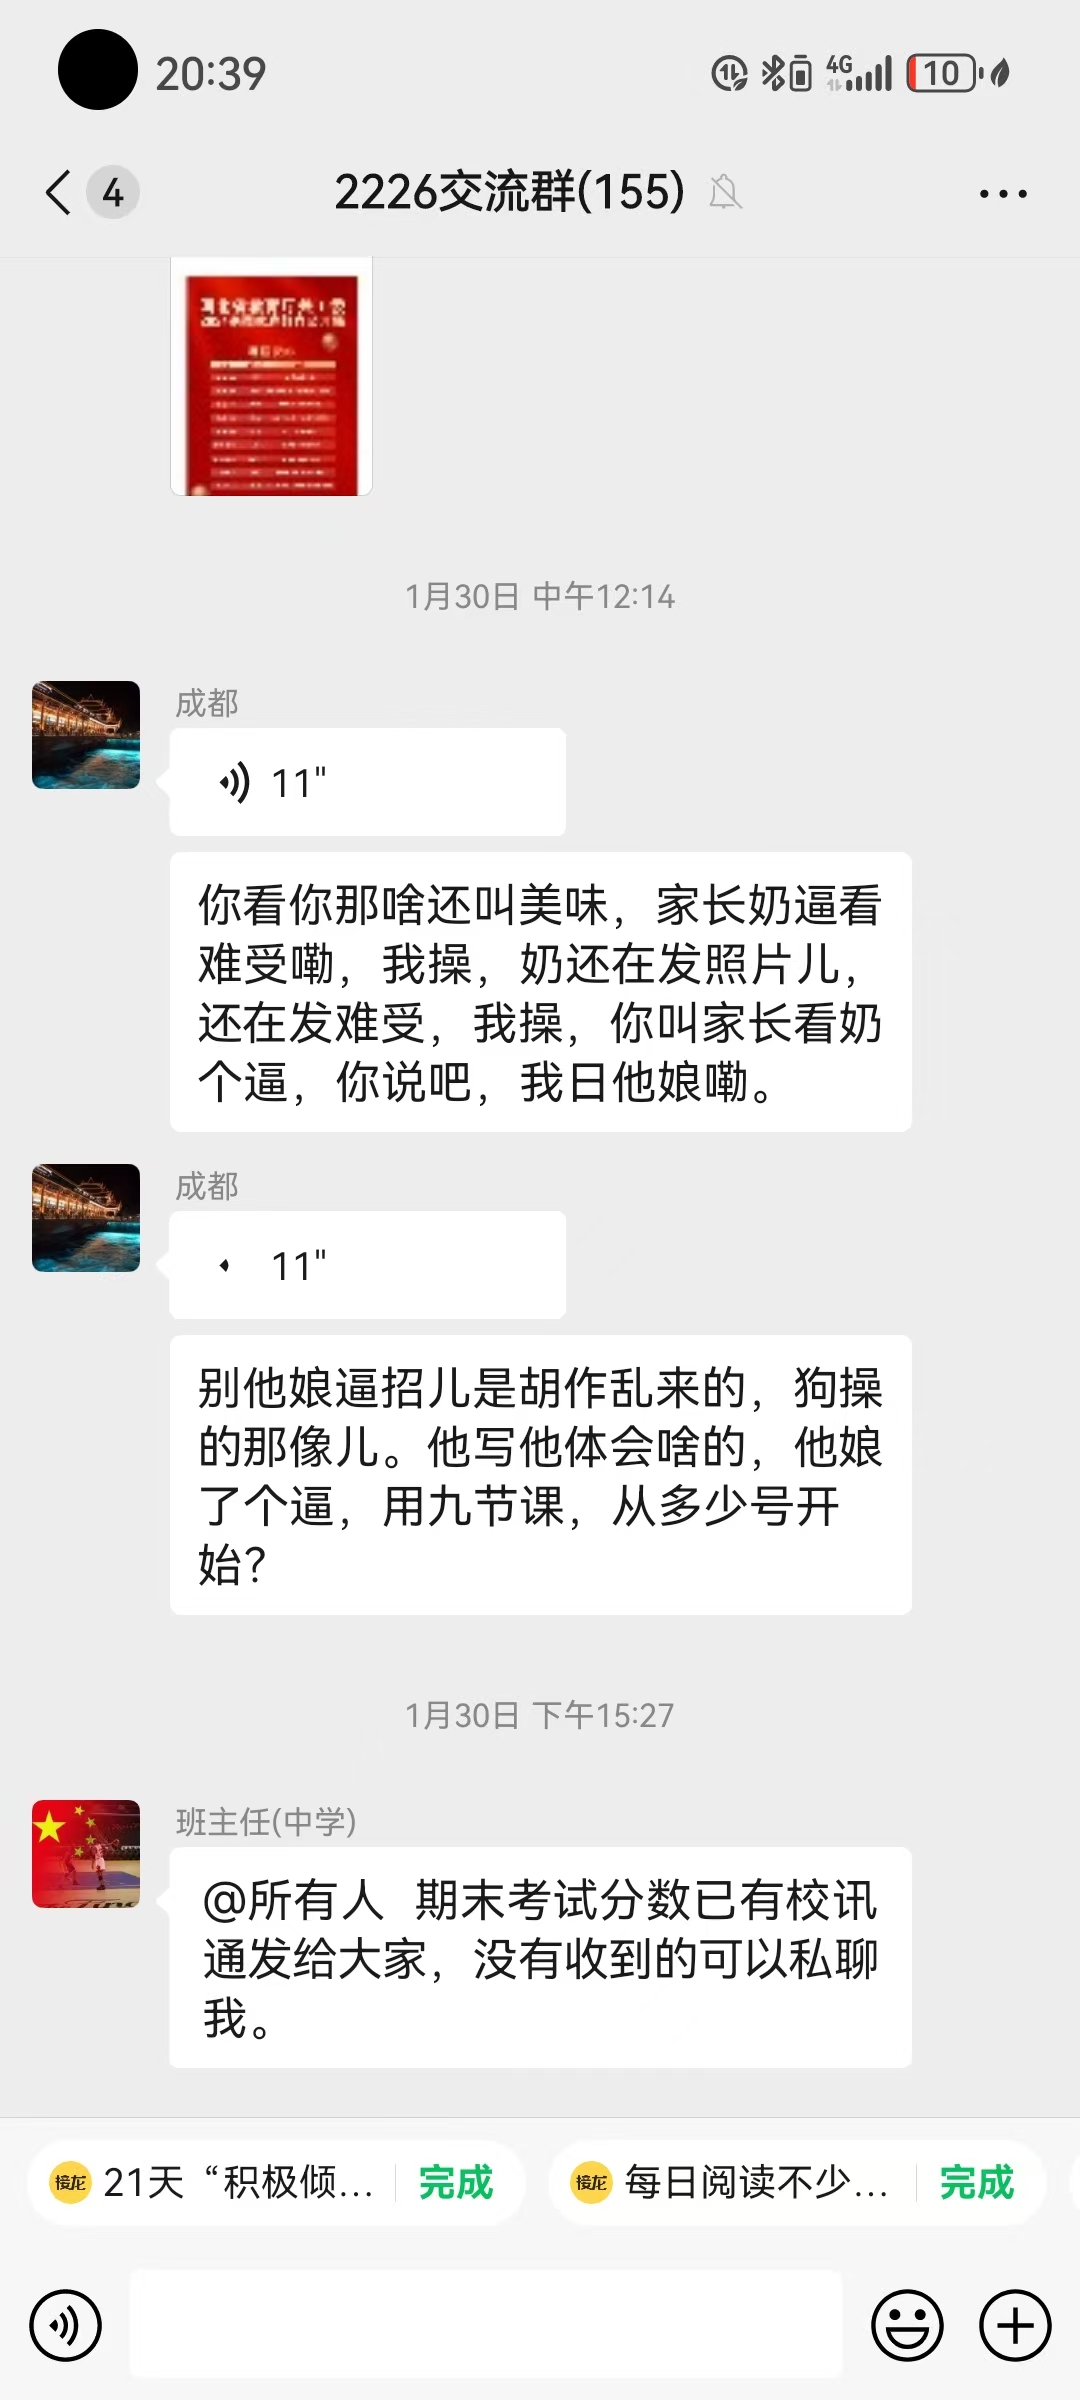 20:39
4G
10
4
2226交流群(155)
1月30日 中午12:14
成都
11"
你看你那啥还叫美味，家长奶逼看
难受嘞，我操，奶还在发照片儿，
还在发难受，我操，你叫家长看奶
个逼，你说吧，我日他娘嘞。
成都
11"
别他娘逼招儿是胡作乱来的，狗操
的那像儿。他写他体会啥的，他娘
了个逼，用九节课，从多少号开
始？
1月30日 下午15:27
班主任(中学)
@所有人 期末考试分数已有校讯
通发给大家，没有收到的可以私聊
我。
接龙 21天“积极倾... 完成
接龙 每日阅读不少... 完成